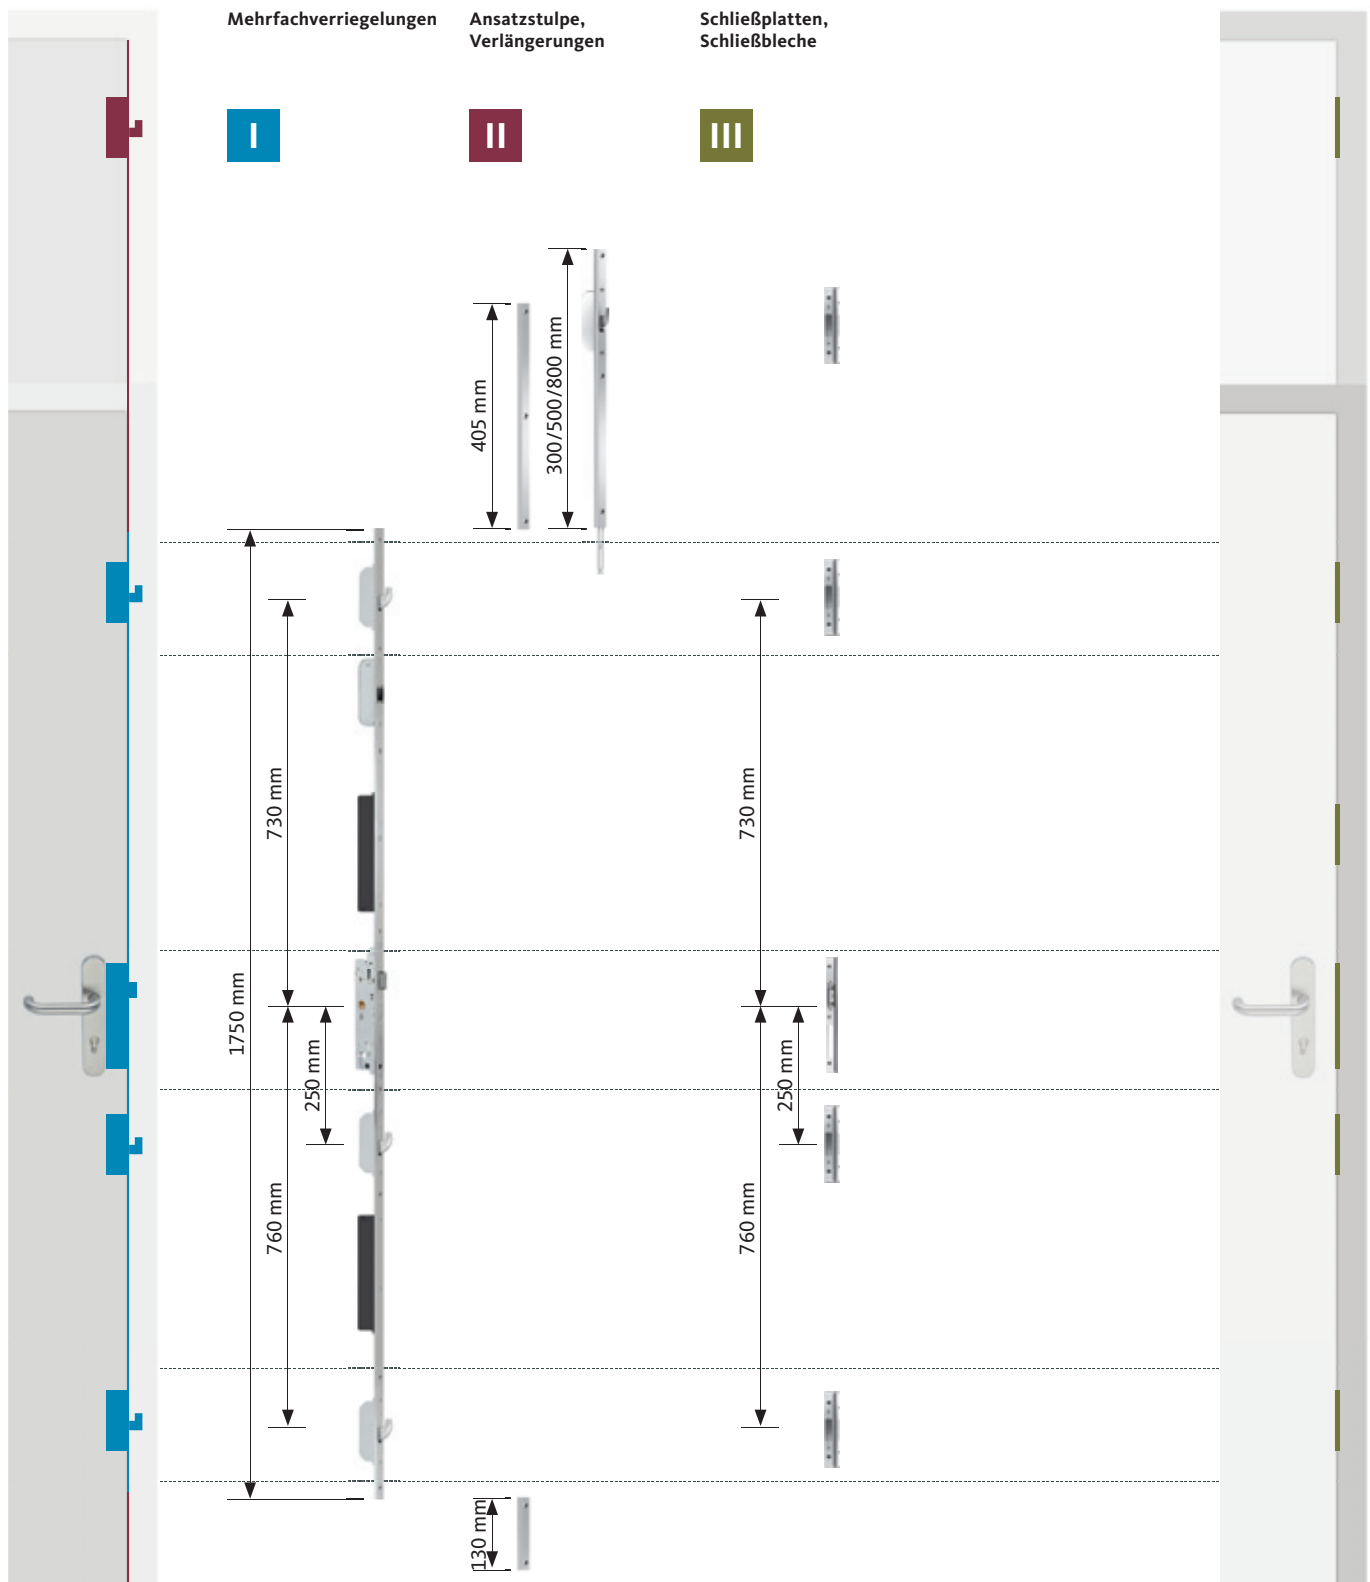 Mehrfachverriegelungen
Ansatzstulpe,
Verlängerungen
Schließplatten,
Schließbleche
I
II
III
405 mm
300/500/800 mm
730 mm
730 mm
1750 mm
250 mm
250 mm
760 mm
760 mm
130 mm